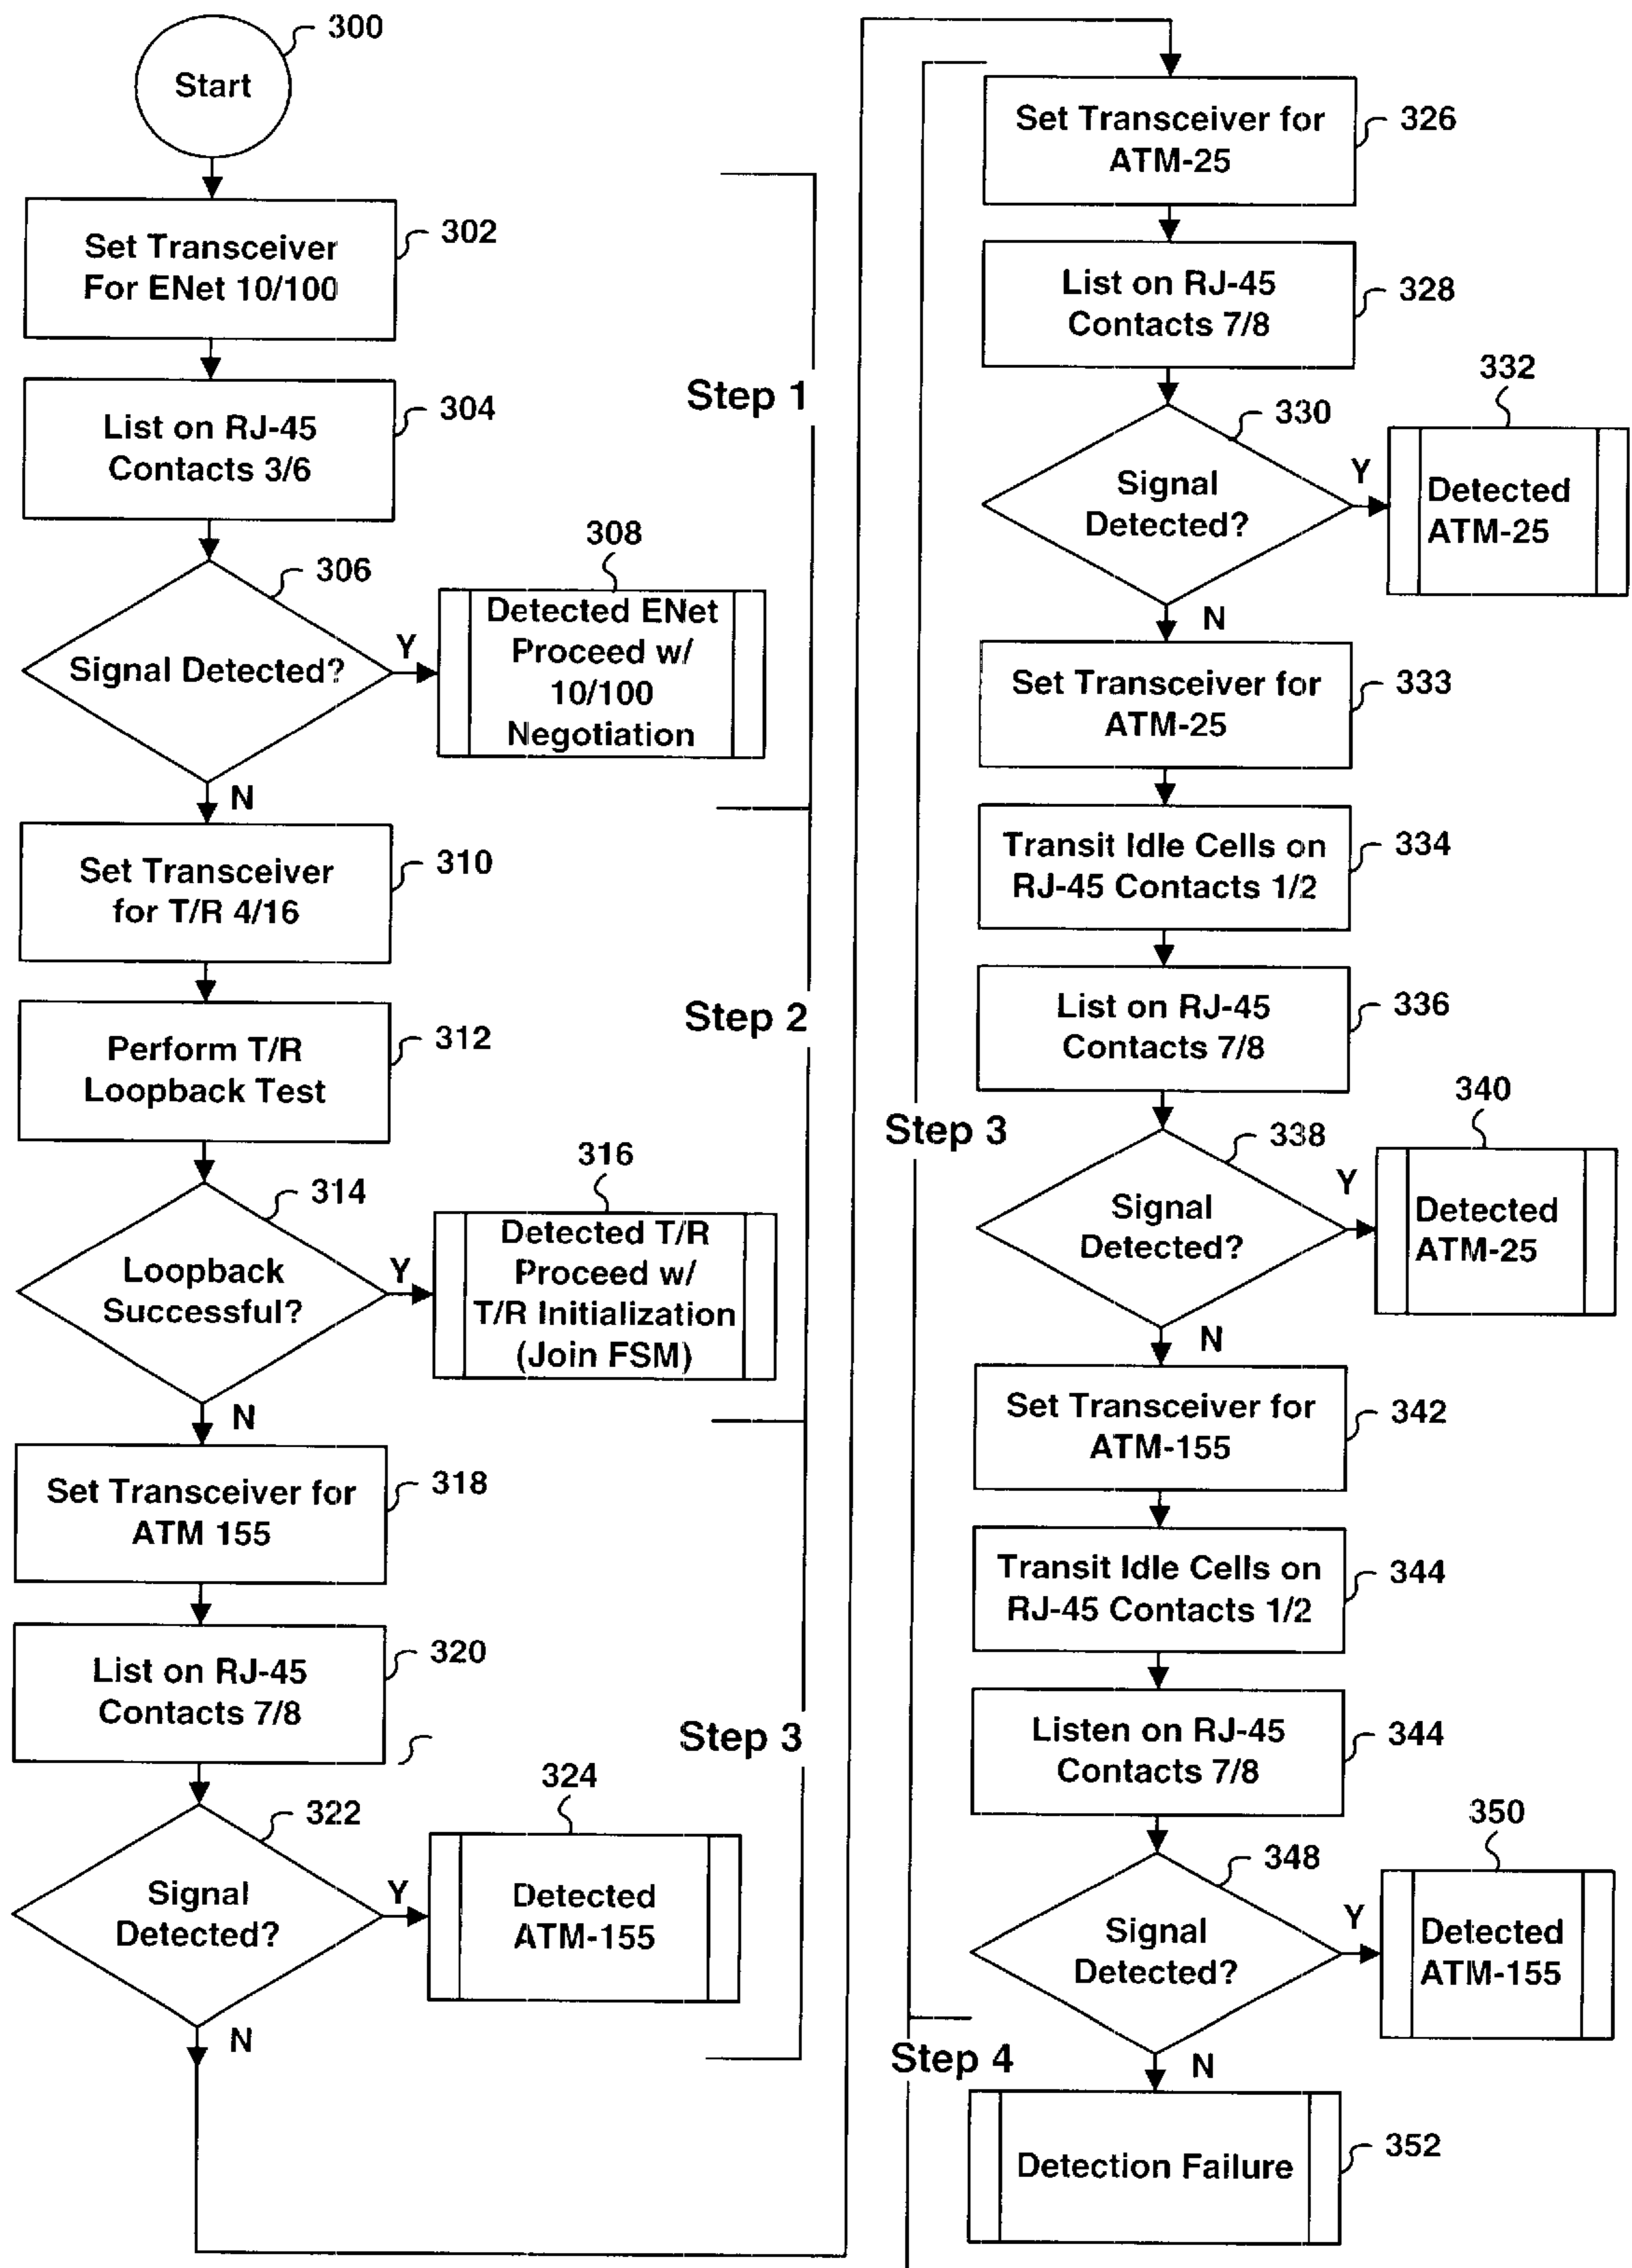 300
Start
302
Set Transceiver
For ENet 10/100
304
List on RJ-45
Contacts 3/6
Step 1
306
Signal Detected?
Y
308
Detected ENet
Proceed w/
10/100
Negotiation
N
310
Set Transceiver
for T/R 4/16
Step 2
312
Perform T/R
Loopback Test
314
Loopback
Successful?
Y
316
Detected T/R
Proceed w/
T/R Initialization
(Join FSM)
N
318
Set Transceiver for
ATM 155
320
List on RJ-45
Contacts 7/8
Step 3
322
Signal
Detected?
Y
324
Detected
ATM-155
N
326
Set Transceiver for
ATM-25
328
List on RJ-45
Contacts 7/8
330
Signal
Detected?
Y
332
Detected
ATM-25
N
333
Set Transceiver for
ATM-25
334
Transit Idle Cells on
RJ-45 Contacts 1/2
336
List on RJ-45
Contacts 7/8
Step 3
338
Signal
Detected?
Y
340
Detected
ATM-25
N
342
Set Transceiver for
ATM-155
344
Transit Idle Cells on
RJ-45 Contacts 1/2
344
Listen on RJ-45
Contacts 7/8
348
Signal
Detected?
Y
350
Detected
ATM-155
Step 4
N
352
Detection Failure